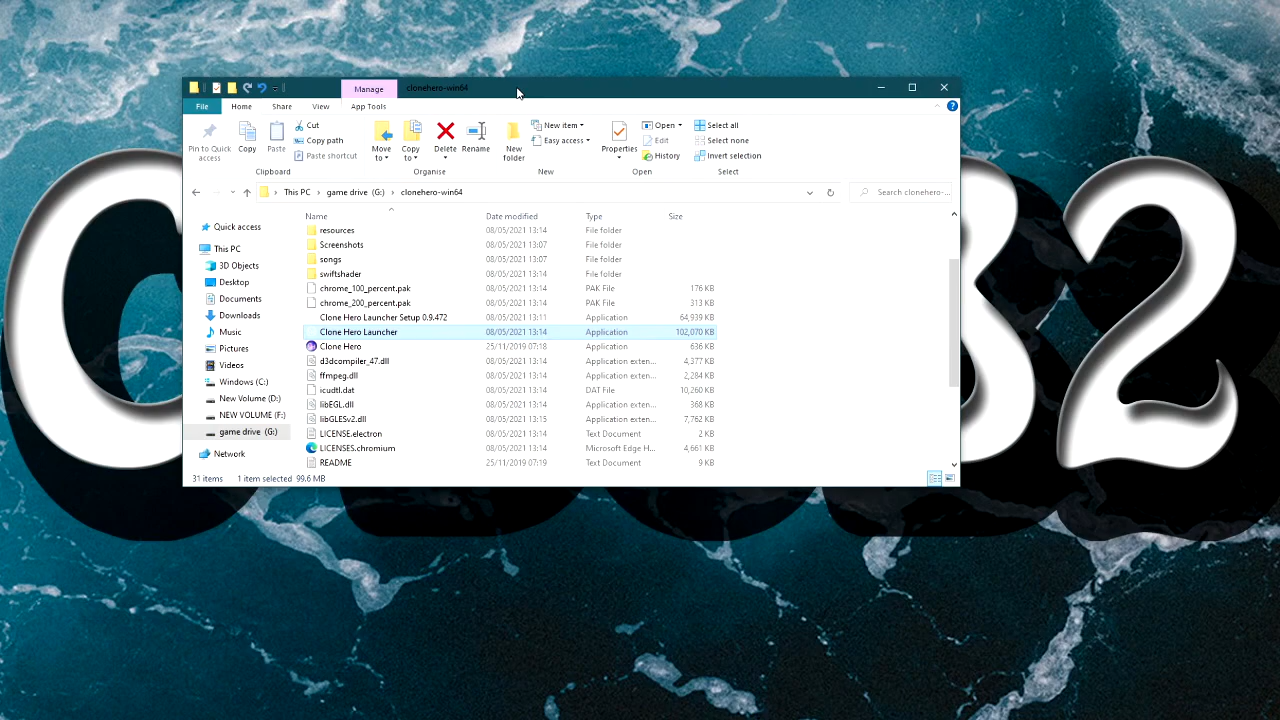 Manage clonehero-win64
File Home Share View App Tools
Pin to Quick access
Copy
Paste
Cut
Copy path
Paste shortcut
Clipboard
Move to
Copy to
Delete
Rename
Organise
New folder
New item
Easy access
New
Properties
Open
Edit
History
Open
Select all
Select none
Invert selection
Select
This PC > game drive (G:) > clonehero-win64
Search clonehero-...
Quick access
This PC
3D Objects
Desktop
Documents
Downloads
Music
Pictures
Videos
Windows (C:)
New Volume (D:)
NEW VOLUME (F:)
game drive (G:)
Network
Name Date modified Type Size
resources 08/05/2021 13:14 File folder
Screenshots 08/05/2021 13:07 File folder
songs 08/05/2021 13:07 File folder
swiftshader 08/05/2021 13:14 File folder
chrome_100_percent.pak 08/05/2021 13:14 PAK File 176 KB
chrome_200_percent.pak 08/05/2021 13:14 PAK File 313 KB
Clone Hero Launcher Setup 0.9.472 08/05/2021 13:11 Application 64,939 KB
Clone Hero Launcher 08/05/2021 13:14 Application 102,070 KB
Clone Hero 25/11/2019 07:18 Application 636 KB
d3dcompiler_47.dll 08/05/2021 13:14 Application exten... 4,377 KB
ffmpeg.dll 08/05/2021 13:14 Application exten... 2,284 KB
icudtl.dat 08/05/2021 13:14 DAT File 10,260 KB
libEGL.dll 08/05/2021 13:14 Application exten... 368 KB
libGLESv2.dll 08/05/2021 13:15 Application exten... 7,762 KB
LICENSE.electron 08/05/2021 13:14 Text Document 2 KB
LICENSES.chromium 08/05/2021 13:14 Microsoft Edge H... 4,661 KB
README 25/11/2019 07:19 Text Document 9 KB
31 items 1 item selected 99.6 MB
2